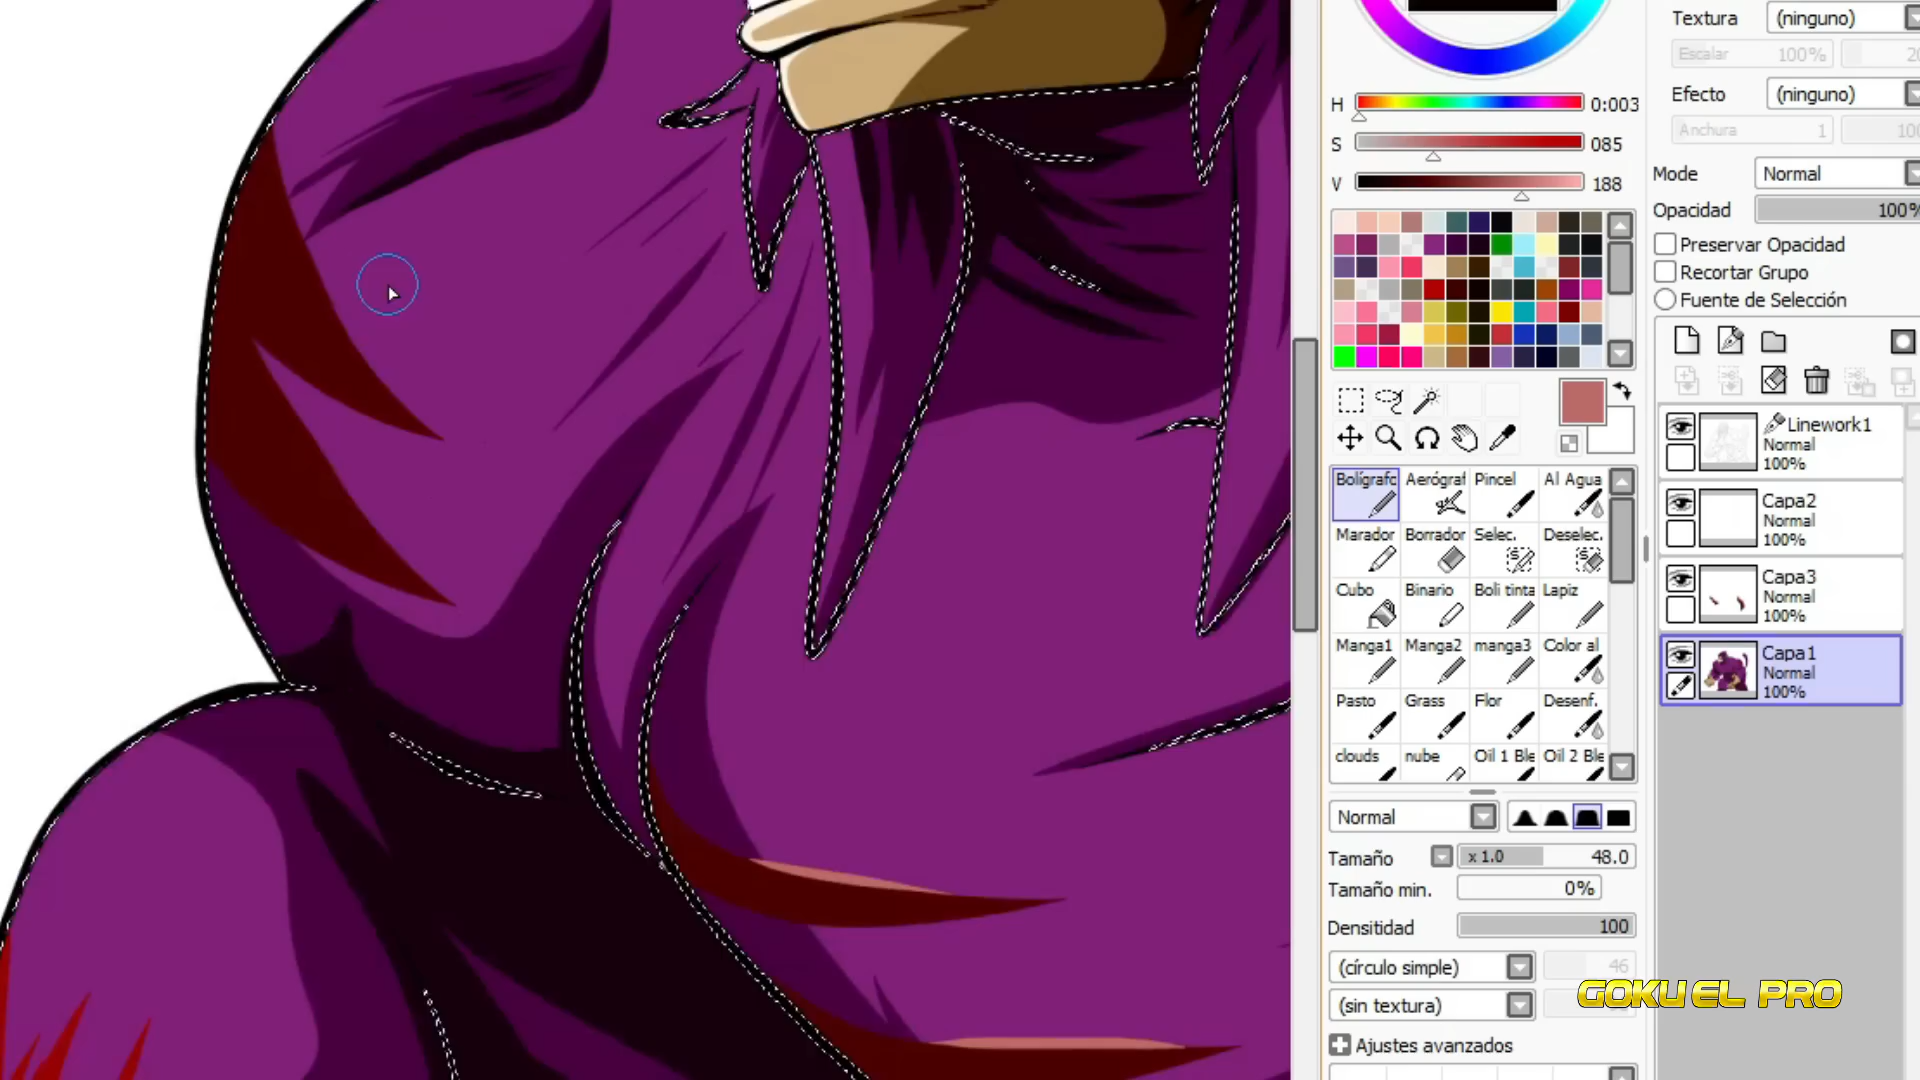 Textura (ninguno)
Escalar 100%
Efecto (ninguno)
Anchura 1
H 0:003
S 085
V 188
Mode Normal
Opacidad 100%
Preservar Opacidad
Recortar Grupo
Fuente de Selección
Linework1
Normal
100%
Capa2
Normal
100%
Capa3
Normal
100%
Capa1
Normal
100%
Bolígrafo Aerógraf Pincel Al Agua
Marador Borrador Selec. Deselec.
Cubo Binario Boli tinta Lapiz
Manga1 Manga2 manga3 Color al
Pasto Grass Flor Desenf.
clouds nube Oil 1 Ble Oil 2 Ble
Normal
Tamaño x 1.0 48.0
Tamaño min. 0%
Densitidad 100
(círculo simple) 46
(sin textura)
Ajustes avanzados
GOKU EL PRO